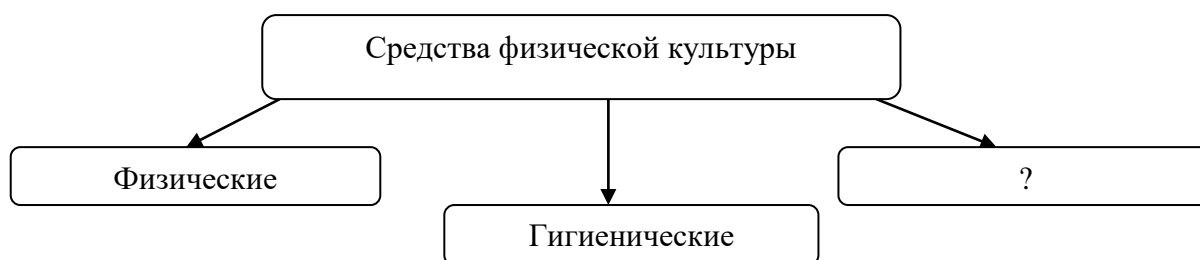 Средства физической культуры
Физические
?
Гигиенические